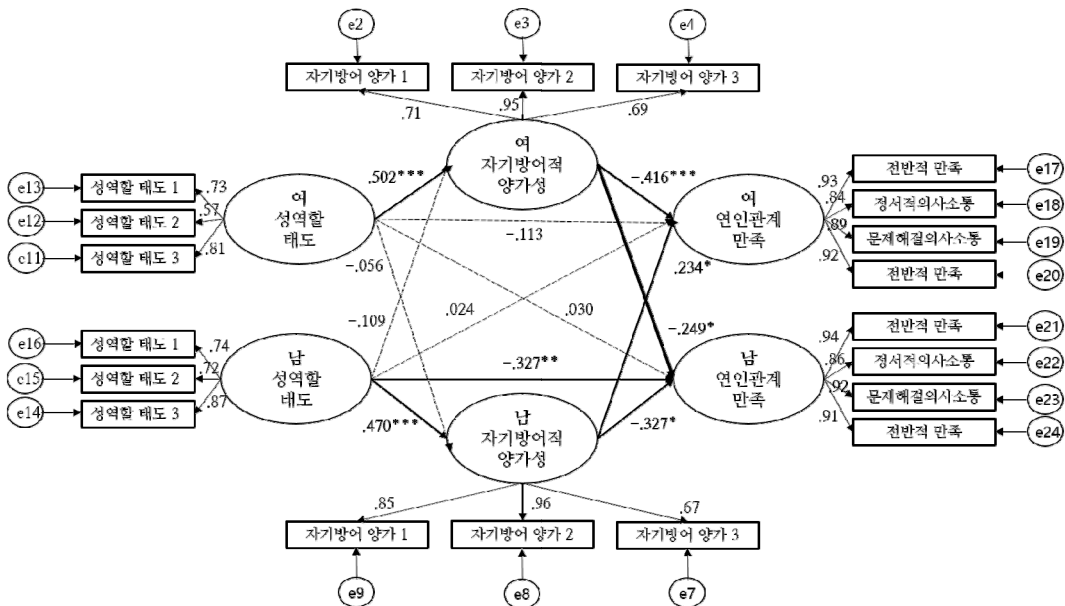 e2
e3
e4
자기방어 양가 1
자기방어 양가 2
자기방어 양가 3
.71
.95
.69
여
자기방어적
양가성
e13
성역할 태도 1
.73
e12
성역할 태도 2
.57
e11
성역할 태도 3
.81
여
성역할
태도
.502***
-.416***
여
연인관계
만족
.93
전반적 만족
e17
.84
정서적의사소통
e18
.89
문제해결의사소통
e19
.92
전반적 만족
e20
-.113
-.056
.234*
-.109
.024
.030
-.249*
e16
성역할 태도 1
.74
e15
성역할 태도 2
.72
e14
성역할 태도 3
.87
남
성역할
태도
-.327**
남
연인관계
만족
.94
전반적 만족
e21
.86
정서적의사소통
e22
.92
문제해결의사소통
e23
.91
전반적 만족
e24
.470***
-.327*
남
자기방어적
양가성
.85
.96
.67
자기방어 양가 1
자기방어 양가 2
자기방어 양가 3
e9
e8
e7